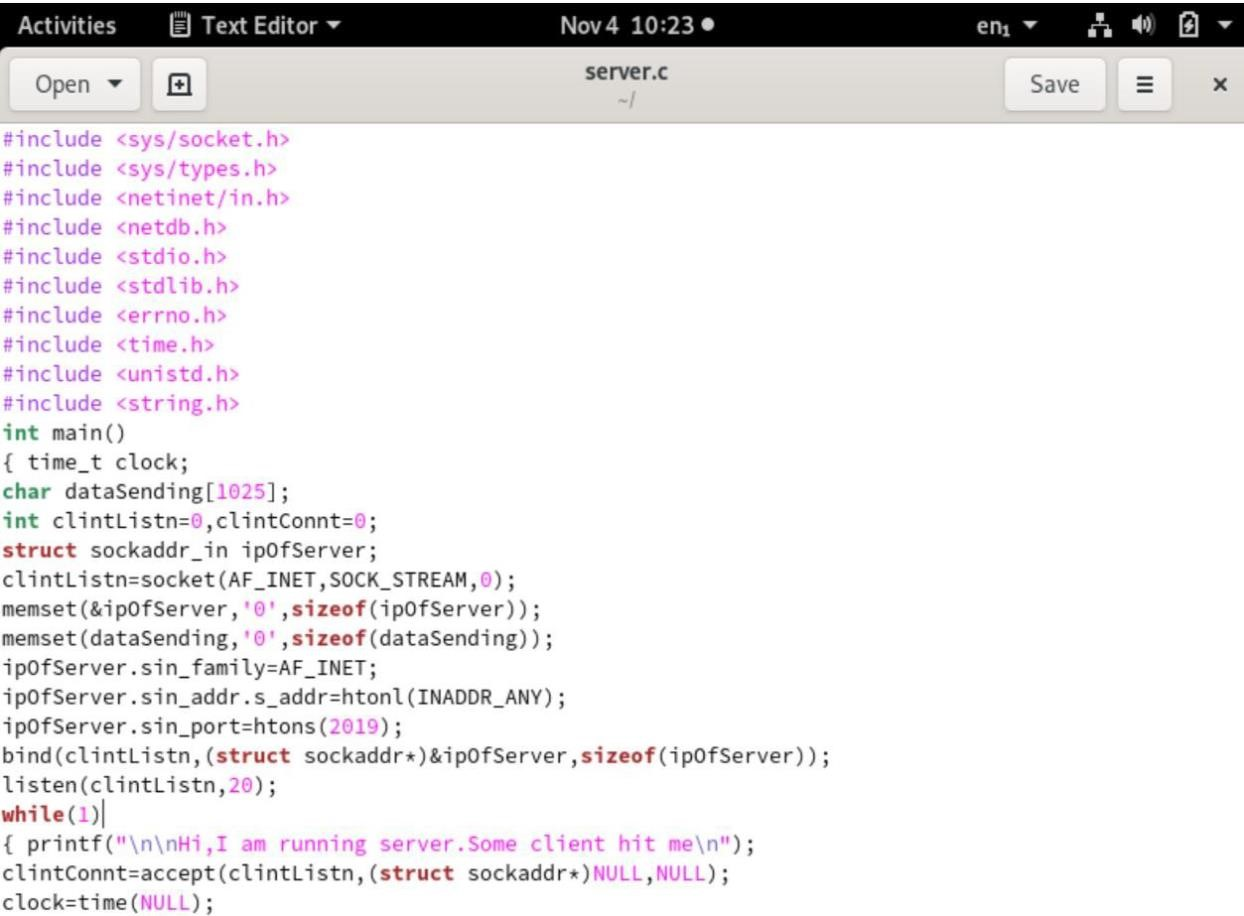 Activities Text Editor Nov 4 10:23 en₁
Open server.c Save
~/
#include <sys/socket.h>
#include <sys/types.h>
#include <netinet/in.h>
#include <netdb.h>
#include <stdio.h>
#include <stdlib.h>
#include <errno.h>
#include <time.h>
#include <unistd.h>
#include <string.h>
int main()
{ time_t clock;
char dataSending[1025];
int clintListn=0,clintConnt=0;
struct sockaddr_in ipOfServer;
clintListn=socket(AF_INET,SOCK_STREAM,0);
memset(&ipOfServer,'0',sizeof(ipOfServer));
memset(dataSending,'0',sizeof(dataSending));
ipOfServer.sin_family=AF_INET;
ipOfServer.sin_addr.s_addr=htonl(INADDR_ANY);
ipOfServer.sin_port=htons(2019);
bind(clintListn,(struct sockaddr*)&ipOfServer,sizeof(ipOfServer));
listen(clintListn,20);
while(1)
{ printf("\n\nHi,I am running server.Some client hit me\n");
clintConnt=accept(clintListn,(struct sockaddr*)NULL,NULL);
clock=time(NULL);